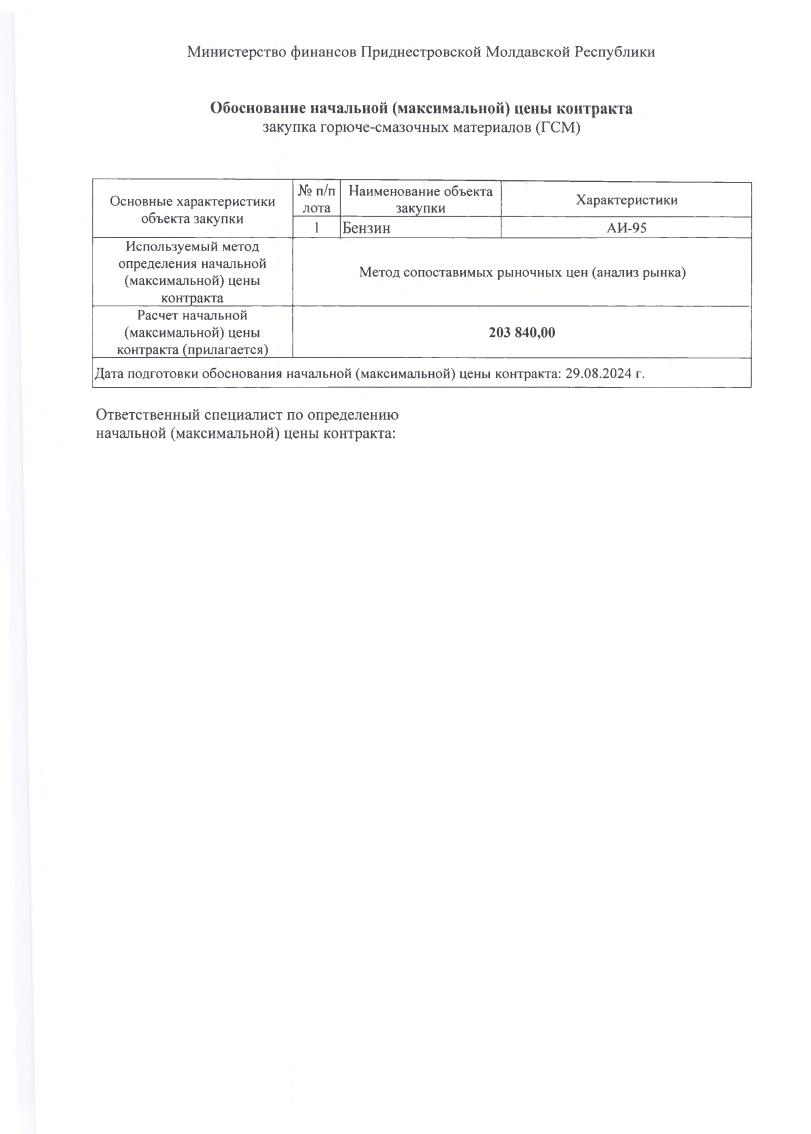 Министерство финансов Приднестровской Молдавской Республики
Обоснование начальной (максимальной) цены контракта
закупка горюче-смазочных материалов (ГСМ)
Основные характеристики
объекта закупки
№ п/п
лота
Наименование объекта
закупки
Характеристики
1
Бензин
АИ-95
Используемый метод
определения начальной
(максимальной) цены
контракта
Метод сопоставимых рыночных цен (анализ рынка)
Расчет начальной
(максимальной) цены
контракта (прилагается)
203 840,00
Дата подготовки обоснования начальной (максимальной) цены контракта: 29.08.2024 г.
Ответственный специалист по определению
начальной (максимальной) цены контракта: